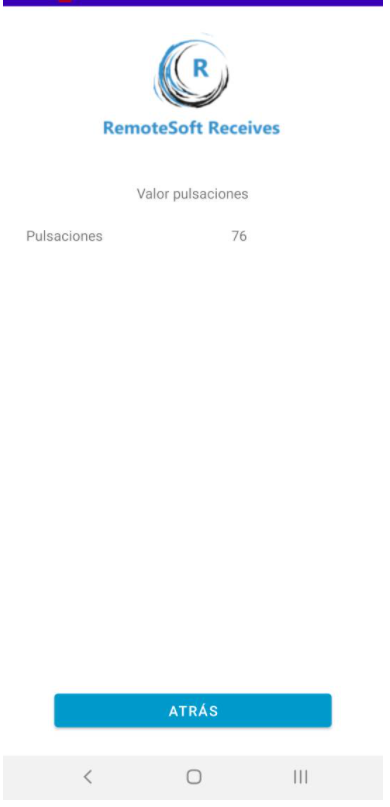 R
RemoteSoft Receives
Valor pulsaciones
Pulsaciones 76
ATRÁS